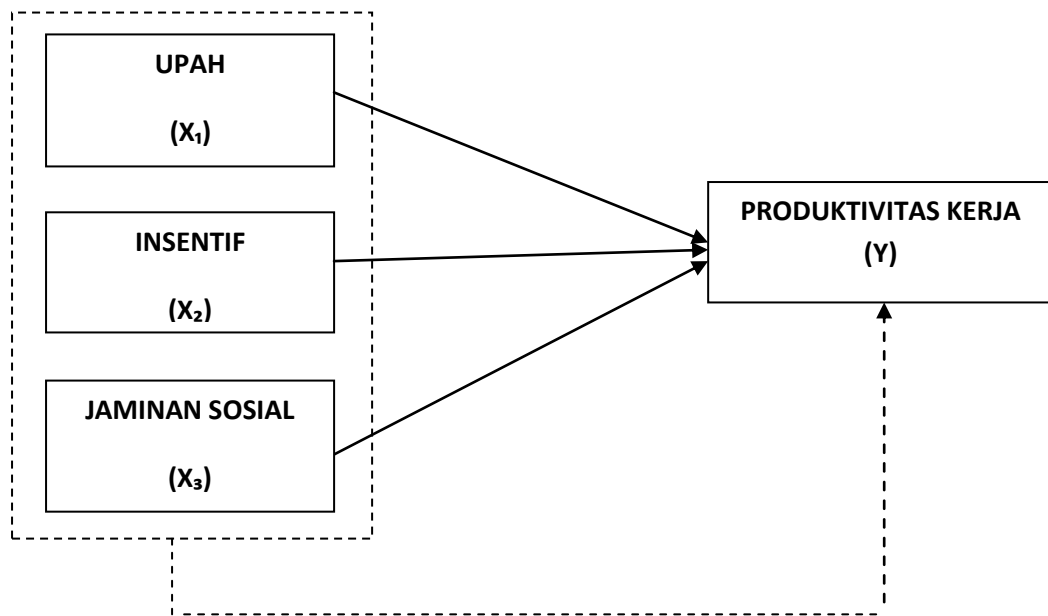 UPAH
(X₁)
INSENTIF
(X₂)
JAMINAN SOSIAL
(X₃)
PRODUKTIVITAS KERJA
(Y)